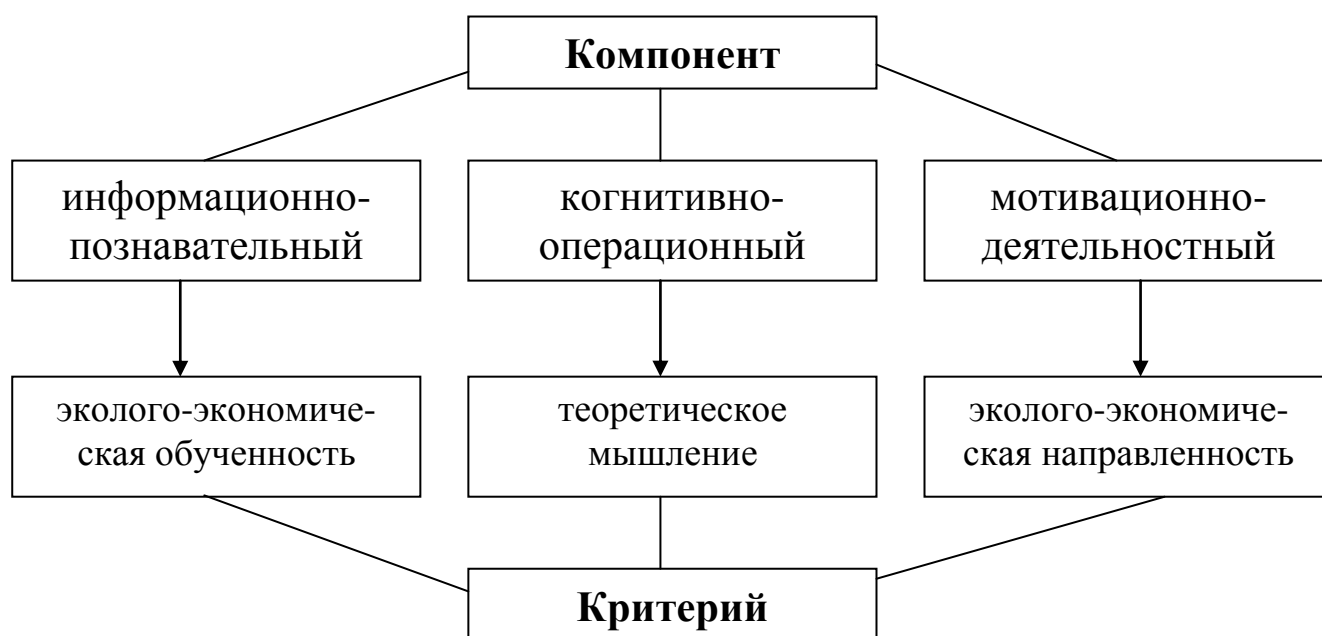 Компонент
информационно-
познавательный
когнитивно-
операционный
мотивационно-
деятельностный
эколого-экономиче-
ская обученность
теоретическое
мышление
эколого-экономиче-
ская направленность
Критерий